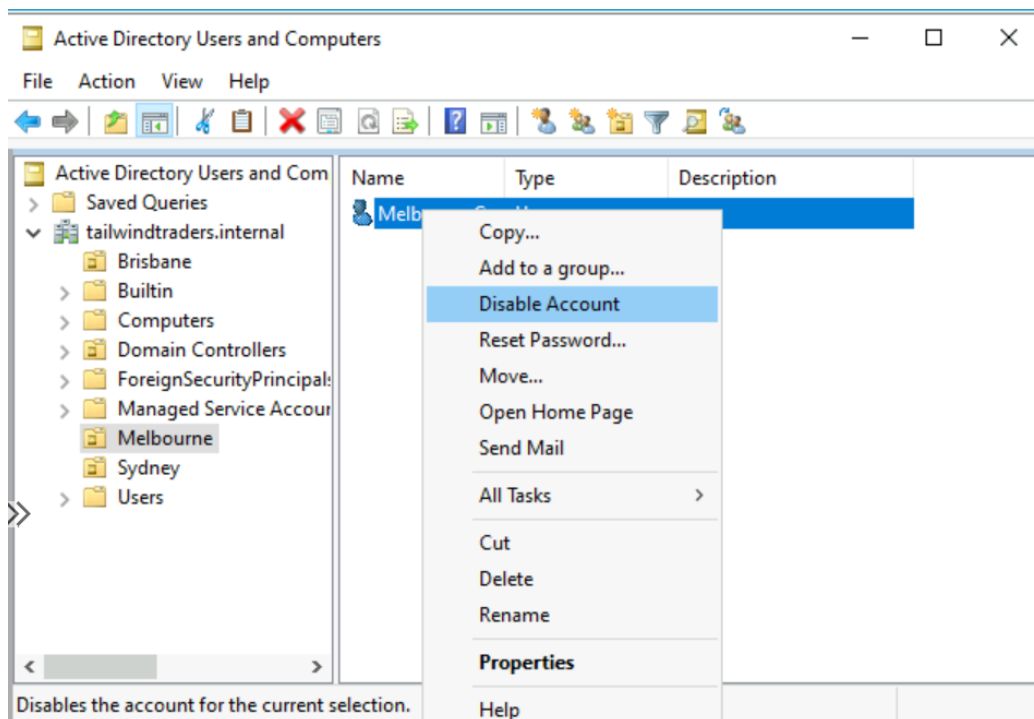 Active Directory Users and Computers
File Action View Help
Active Directory Users and Com
Saved Queries
tailwindtraders.internal
Brisbane
Builtin
Computers
Domain Controllers
ForeignSecurityPrincipals
Managed Service Accoun
Melbourne
Sydney
Users
Name Type Description
Melb
Copy...
Add to a group...
Disable Account
Reset Password...
Move...
Open Home Page
Send Mail
All Tasks
Cut
Delete
Rename
Properties
Help
Disables the account for the current selection.